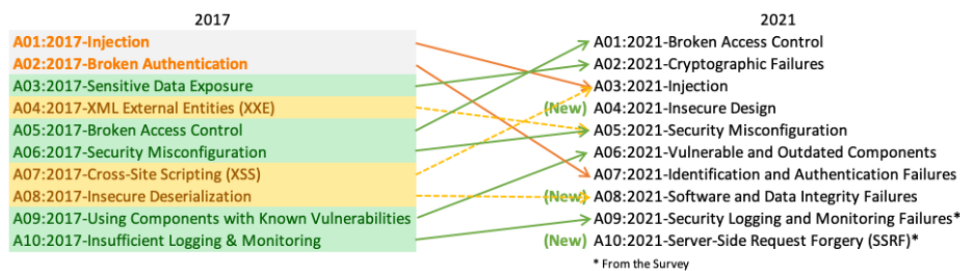 2017 2021
A01:2017-Injection A01:2021-Broken Access Control
A02:2017-Broken Authentication A02:2021-Cryptographic Failures
A03:2017-Sensitive Data Exposure A03:2021-Injection
A04:2017-XML External Entities (XXE) (New) A04:2021-Insecure Design
A05:2017-Broken Access Control A05:2021-Security Misconfiguration
A06:2017-Security Misconfiguration A06:2021-Vulnerable and Outdated Components
A07:2017-Cross-Site Scripting (XSS) A07:2021-Identification and Authentication Failures
A08:2017-Insecure Deserialization (New) A08:2021-Software and Data Integrity Failures
A09:2017-Using Components with Known Vulnerabilities A09:2021-Security Logging and Monitoring Failures*
A10:2017-Insufficient Logging & Monitoring (New) A10:2021-Server-Side Request Forgery (SSRF)*
* From the Survey